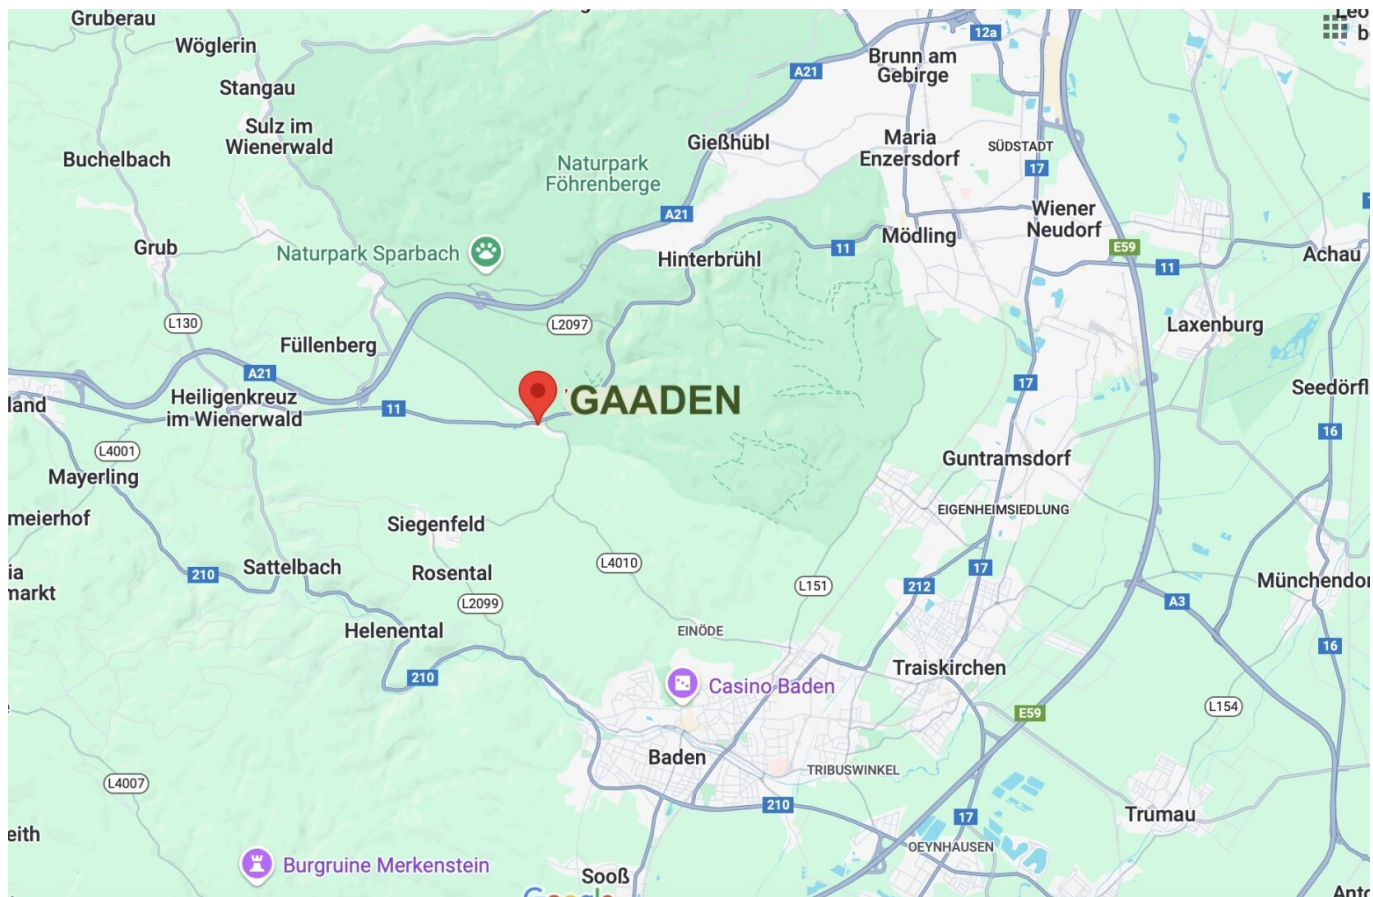 Gruberau
Wöglerin
Stangau
Sulz im
Wienerwald
Buchelbach
Grub
12a
Brunn am
Gebirge
A21
Gießhübl
Maria
Enzersdorf
SÜDSTADT
17
Naturpark
Föhrenberge
A21
Wiener
Neudorf
Mödling
11
E59
11
Achau
Naturpark Sparbach
Hinterbrühl
L130
L2097
Laxenburg
Füllenberg
A21
Heiligenkreuz
im Wienerwald
11
GAADEN
17
Seedörfl
16
land
L4001
Mayerling
meierhof
Guntramsdorf
EIGENHEIMSIEDLUNG
Siegenfeld
Sattelbach
210
Rosental
L2099
L4010
L151
212
17
A3
Münchendor
16
ia
markt
Helenental
210
EINÖDE
Traiskirchen
Casino Baden
E59
L154
Baden
TRIBUSWINKEL
L4007
210
17
Trumau
OEYNHAUSEN
eith
Burgruine Merkenstein
Sooß
Google